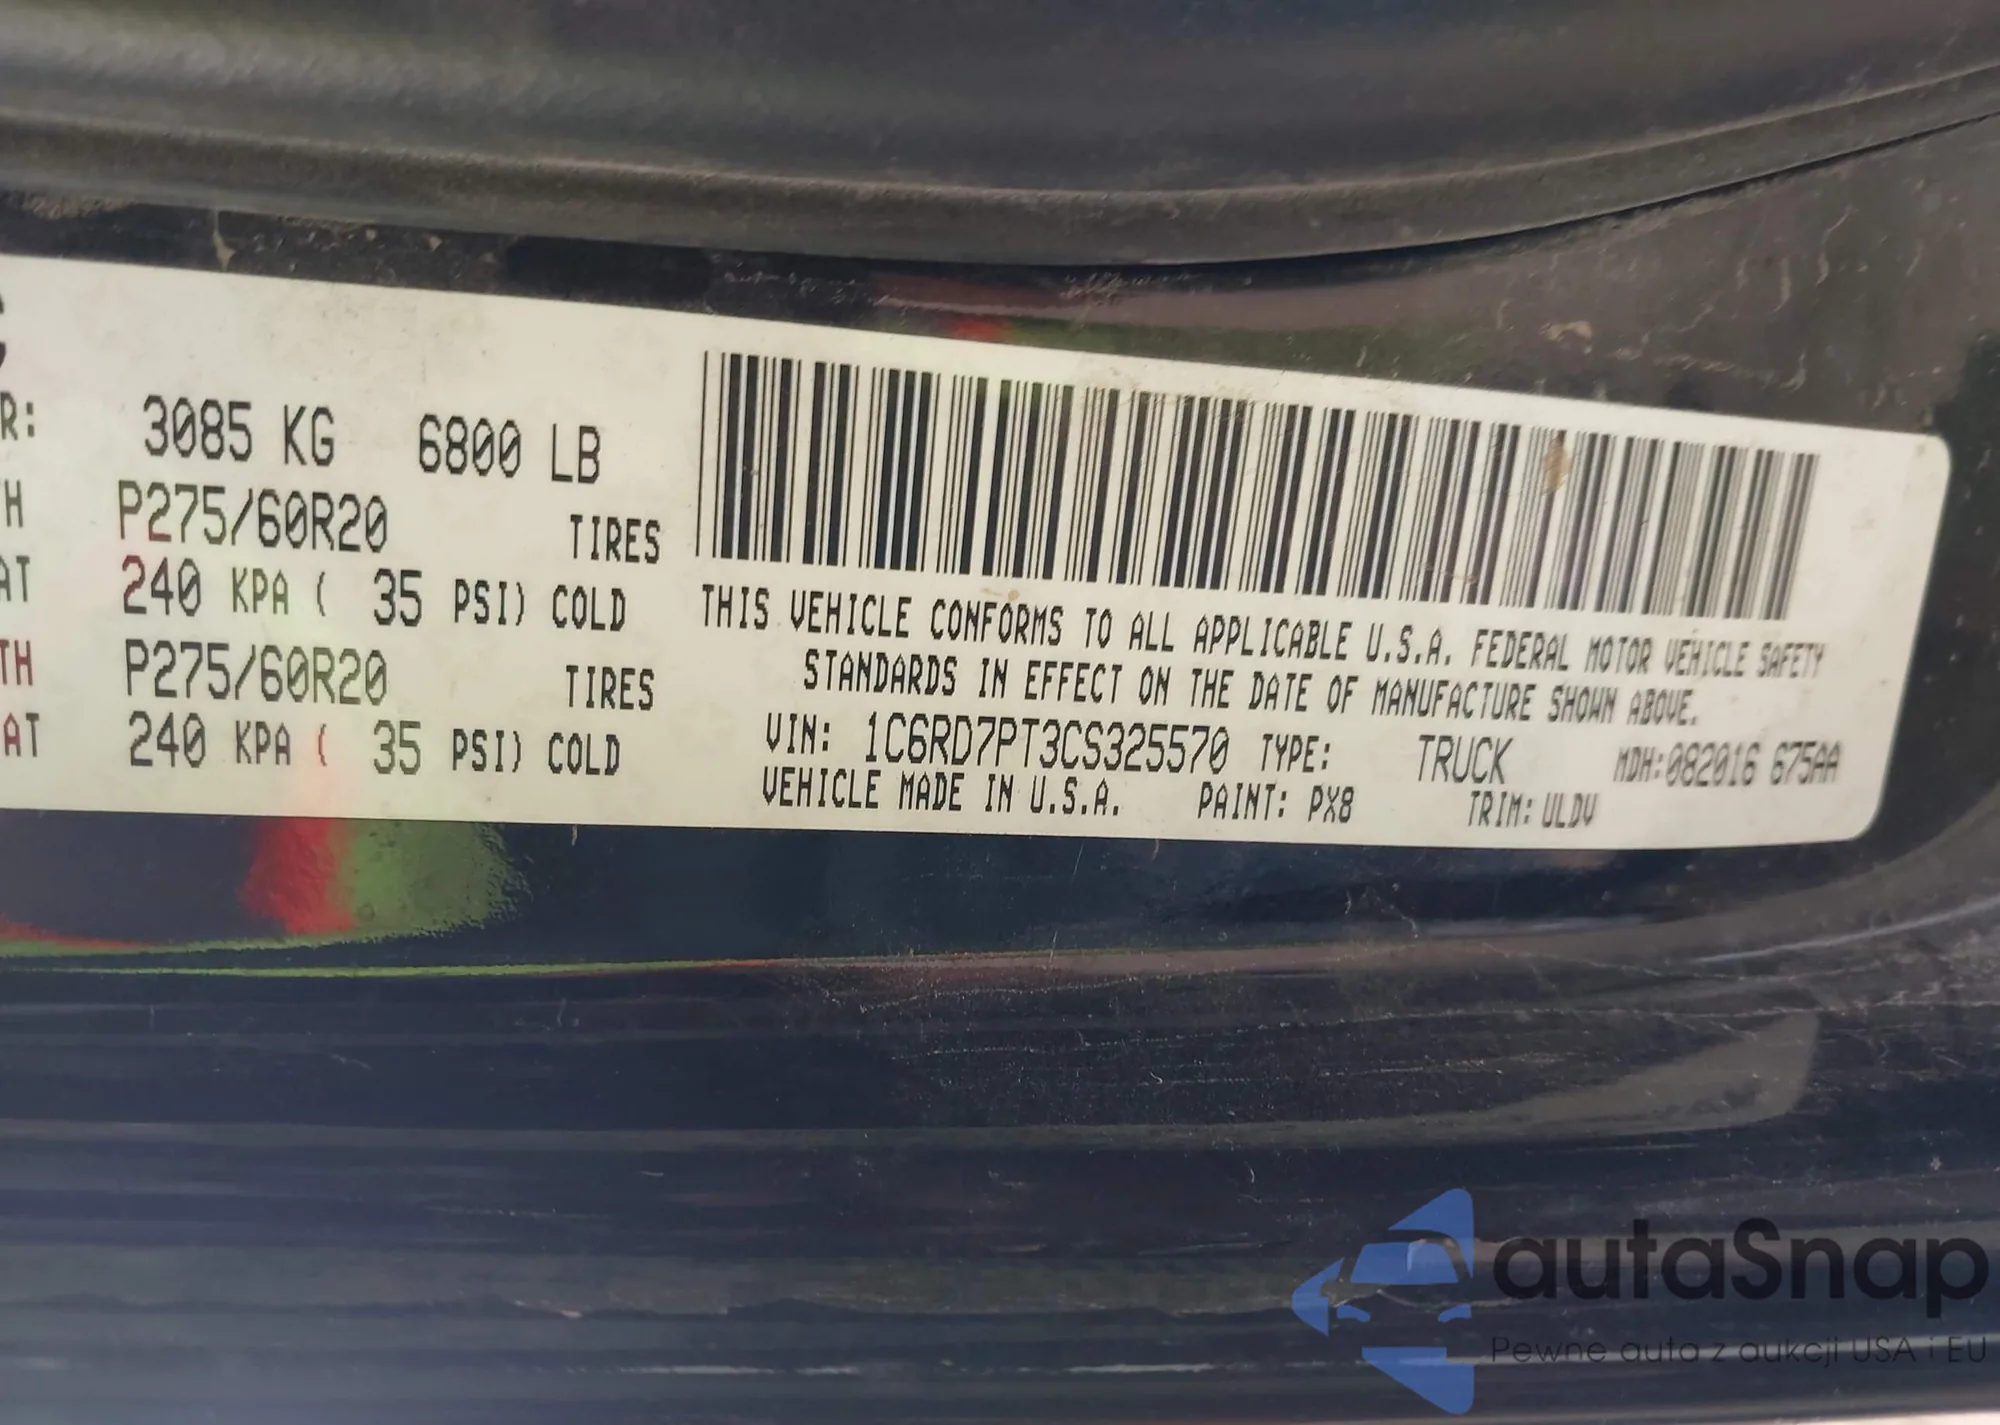 R: 3085 KG 6800 LB
TH P275/60R20 TIRES
AT 240 KPA ( 35 PSI) COLD
TH P275/60R20 TIRES
AT 240 KPA ( 35 PSI) COLD
THIS VEHICLE CONFORMS TO ALL APPLICABLE U.S.A. FEDERAL MOTOR VEHICLE SAFETY
STANDARDS IN EFFECT ON THE DATE OF MANUFACTURE SHOWN ABOVE.
VIN: 1C6RD7PT3CS325570 TYPE: TRUCK MDH:082016 675AA
VEHICLE MADE IN U.S.A. PAINT: PX8 TRIM: ULDV
autaSnap
Pewne auta z aukcji USA i EU